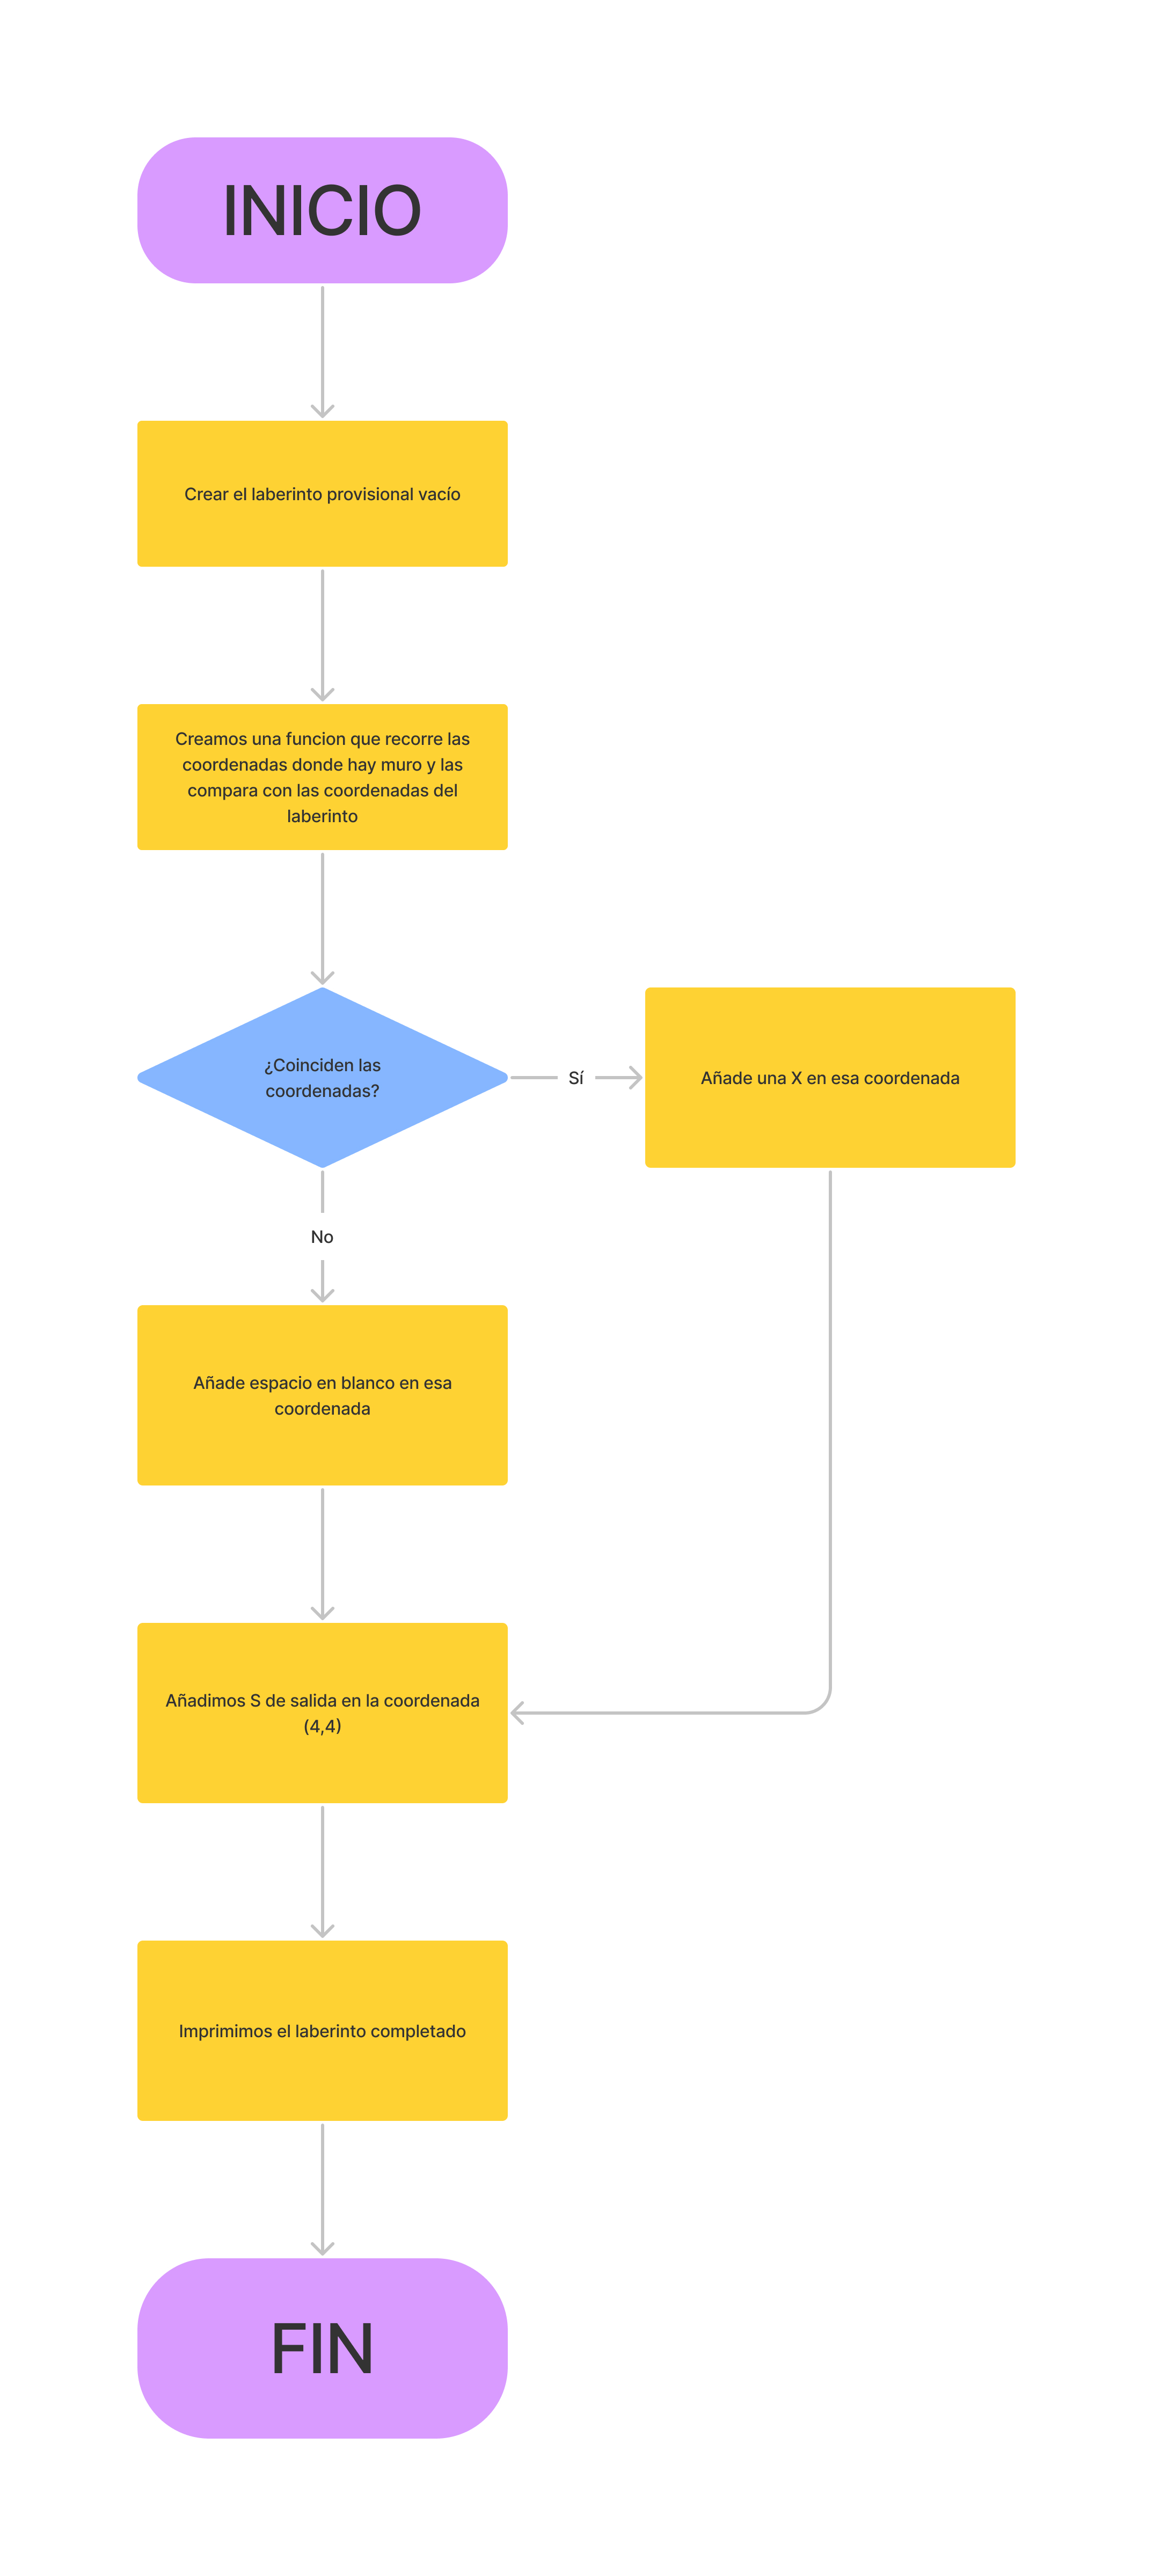 INICIO
Crear el laberinto provisional vacío
Creamos una funcion que recorre las
coordenadas donde hay muro y las
compara con las coordenadas del
laberinto
¿Coinciden las
coordenadas?
Sí
Añade una X en esa coordenada
No
Añade espacio en blanco en esa
coordenada
Añadimos S de salida en la coordenada
(4,4)
Imprimimos el laberinto completado
FIN